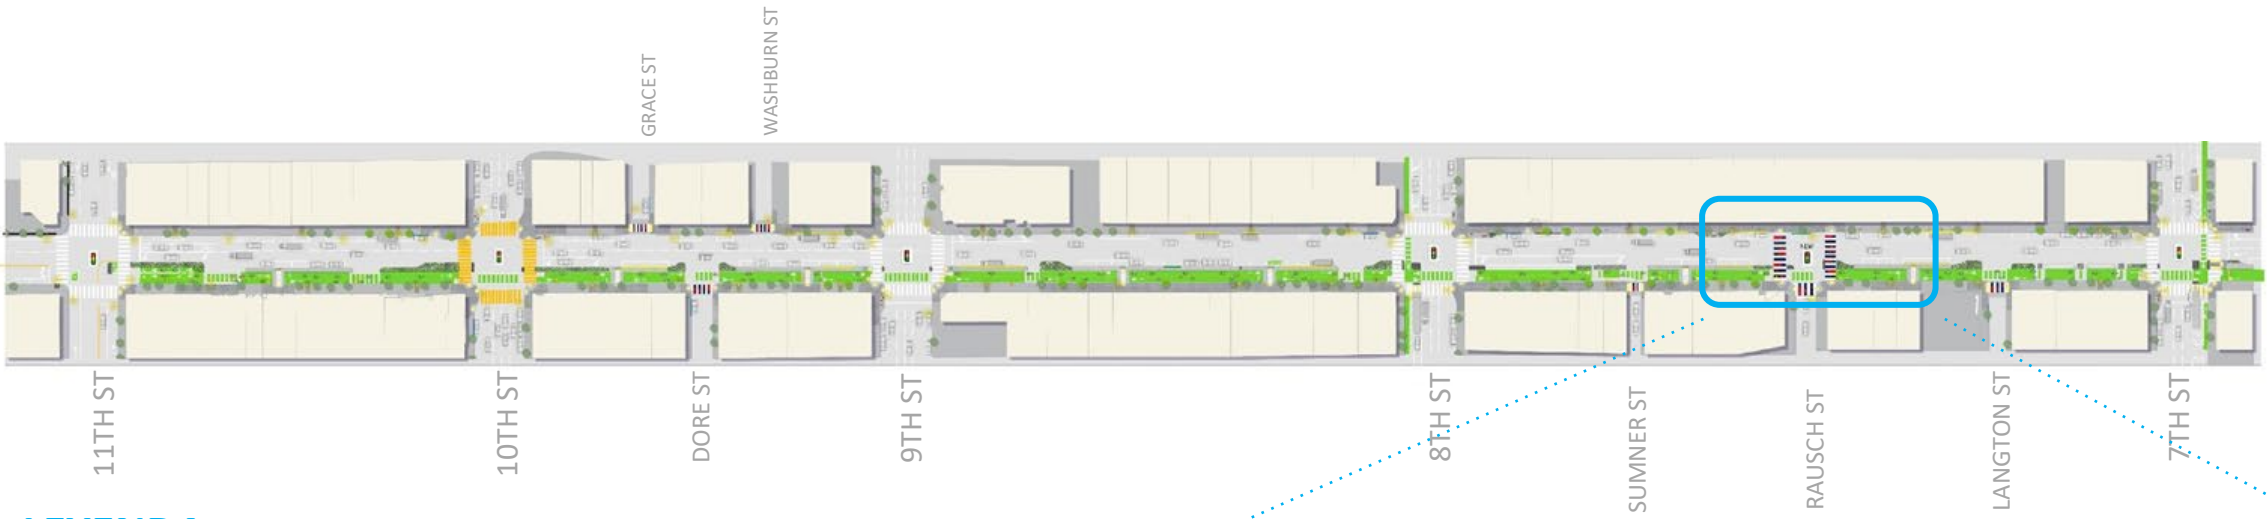 GRACE ST
WASHBURN ST
NEW
11TH ST
10TH ST
DORE ST
9TH ST
8TH ST
SUMNER ST
RAUSCH ST
LANGTON ST
7TH ST